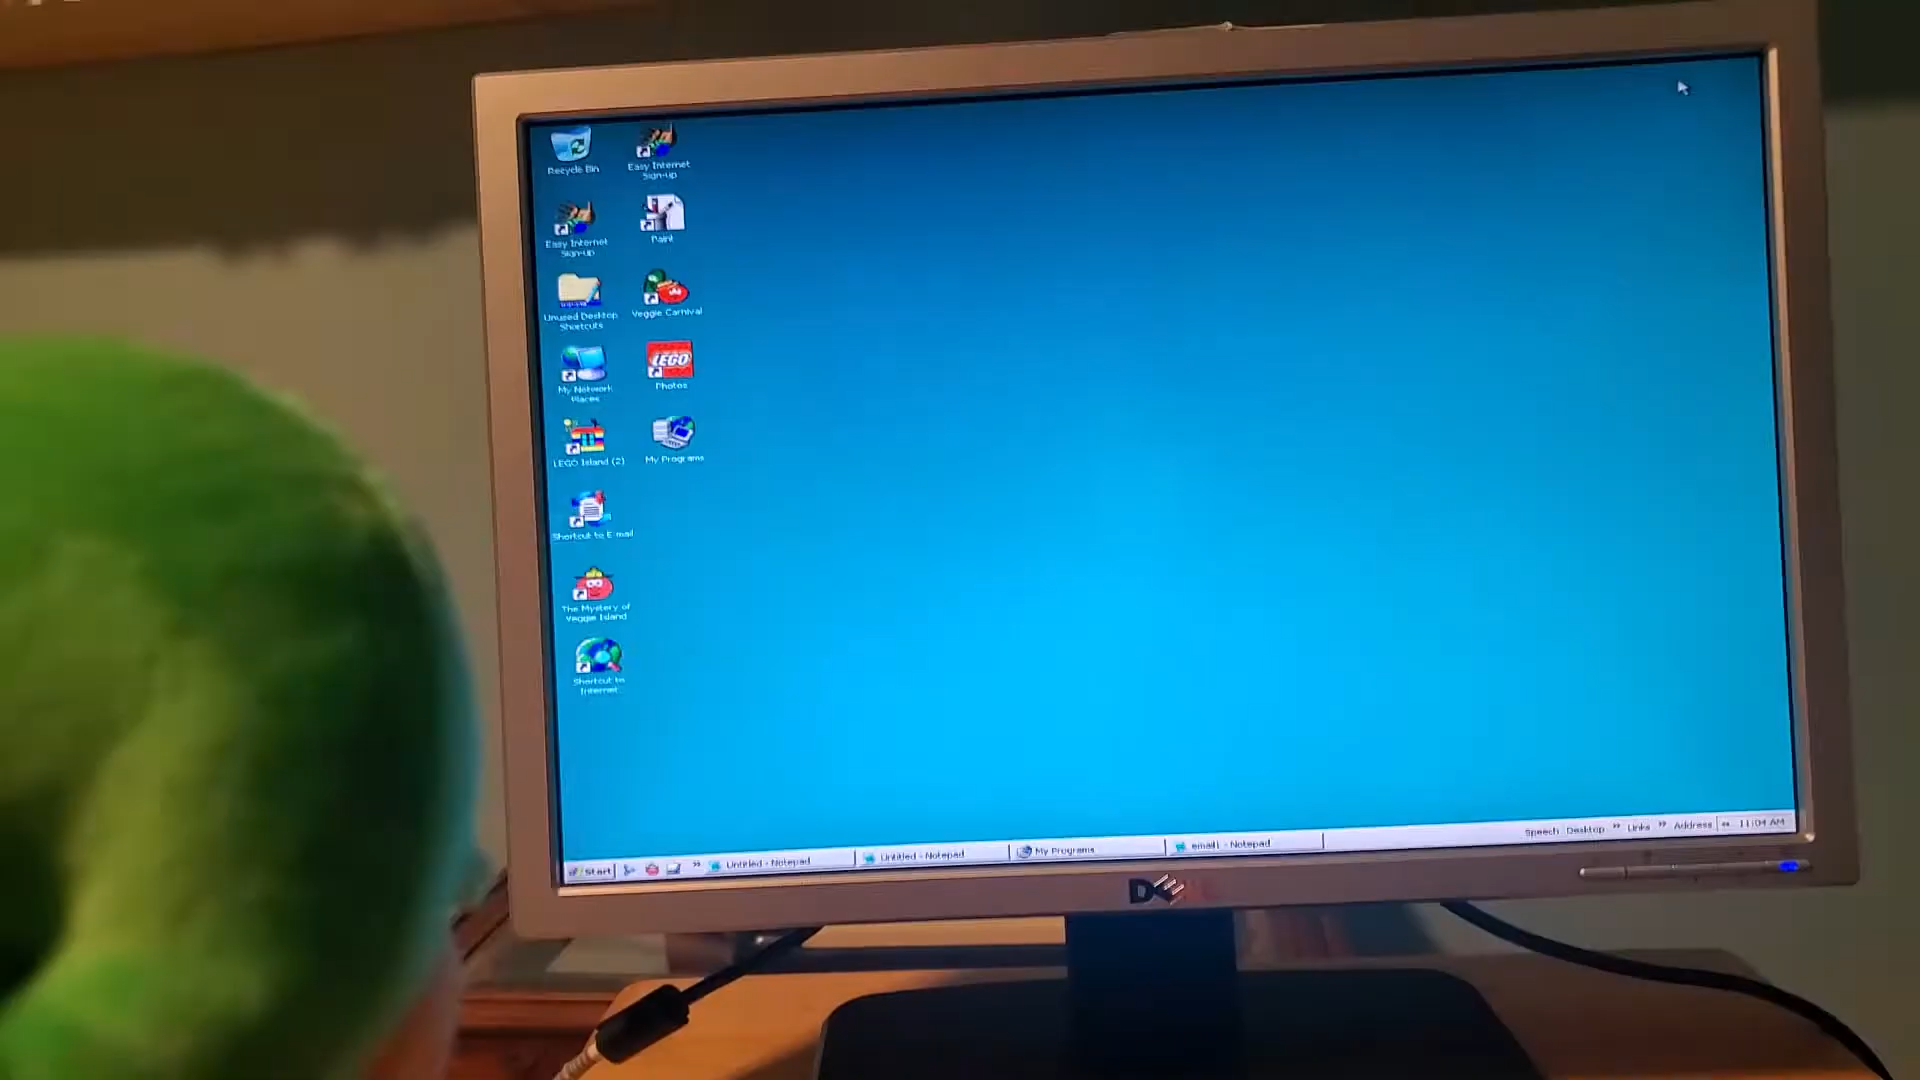 Recycle Bin
Easy Internet
Sign-up
Easy Internet
Sign-up
Paint
Unused Desktop
Shortcuts
Veggie Carnival
My Network
Places
LEGO
Photos
LEGO Island (2)
My Programs
Shortcut to E-mail
The Mystery of
Veggie Island
Shortcut to
Internet
Start
Untitled - Notepad
Untitled - Notepad
My Programs
email1 - Notepad
Speech Desktop » Links » Address
11:04 AM